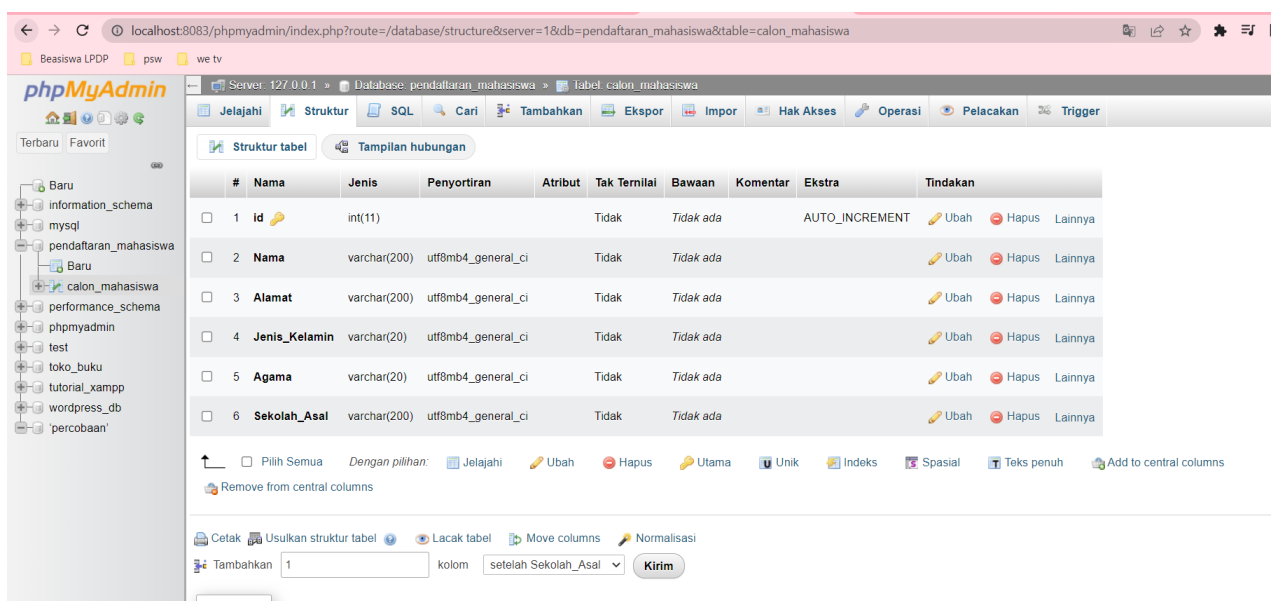 localhost:8083/phpmyadmin/index.php?route=/database/structure&server=1&db=pendaftaran_mahasiswa&table=calon_mahasiswa
Beasiswa LPDP psw we tv
phpMyAdmin
Terbaru Favorit
Baru
information_schema
mysql
pendaftaran_mahasiswa
Baru
calon_mahasiswa
performance_schema
phpmyadmin
test
toko_buku
tutorial_xampp
wordpress_db
'percobaan'
Server: 127.0.0.1 » Database: pendaftaran_mahasiswa » Tabel: calon_mahasiswa
Jelajahi Struktur SQL Cari Tambahkan Ekspor Impor Hak Akses Operasi Pelacakan Trigger
Struktur tabel Tampilan hubungan
# Nama Jenis Penyortiran Atribut Tak Ternilai Bawaan Komentar Ekstra Tindakan
1 id int(11) Tidak Tidak ada AUTO_INCREMENT Ubah Hapus Lainnya
2 Nama varchar(200) utf8mb4_general_ci Tidak Tidak ada Ubah Hapus Lainnya
3 Alamat varchar(200) utf8mb4_general_ci Tidak Tidak ada Ubah Hapus Lainnya
4 Jenis_Kelamin varchar(20) utf8mb4_general_ci Tidak Tidak ada Ubah Hapus Lainnya
5 Agama varchar(20) utf8mb4_general_ci Tidak Tidak ada Ubah Hapus Lainnya
6 Sekolah_Asal varchar(200) utf8mb4_general_ci Tidak Tidak ada Ubah Hapus Lainnya
Pilih Semua Dengan pilihan: Jelajahi Ubah Hapus Utama Unik Indeks Spasial Teks penuh Add to central columns
Remove from central columns
Cetak Usulkan struktur tabel Lacak tabel Move columns Normalisasi
Tambahkan 1 kolom setelah Sekolah_Asal Kirim